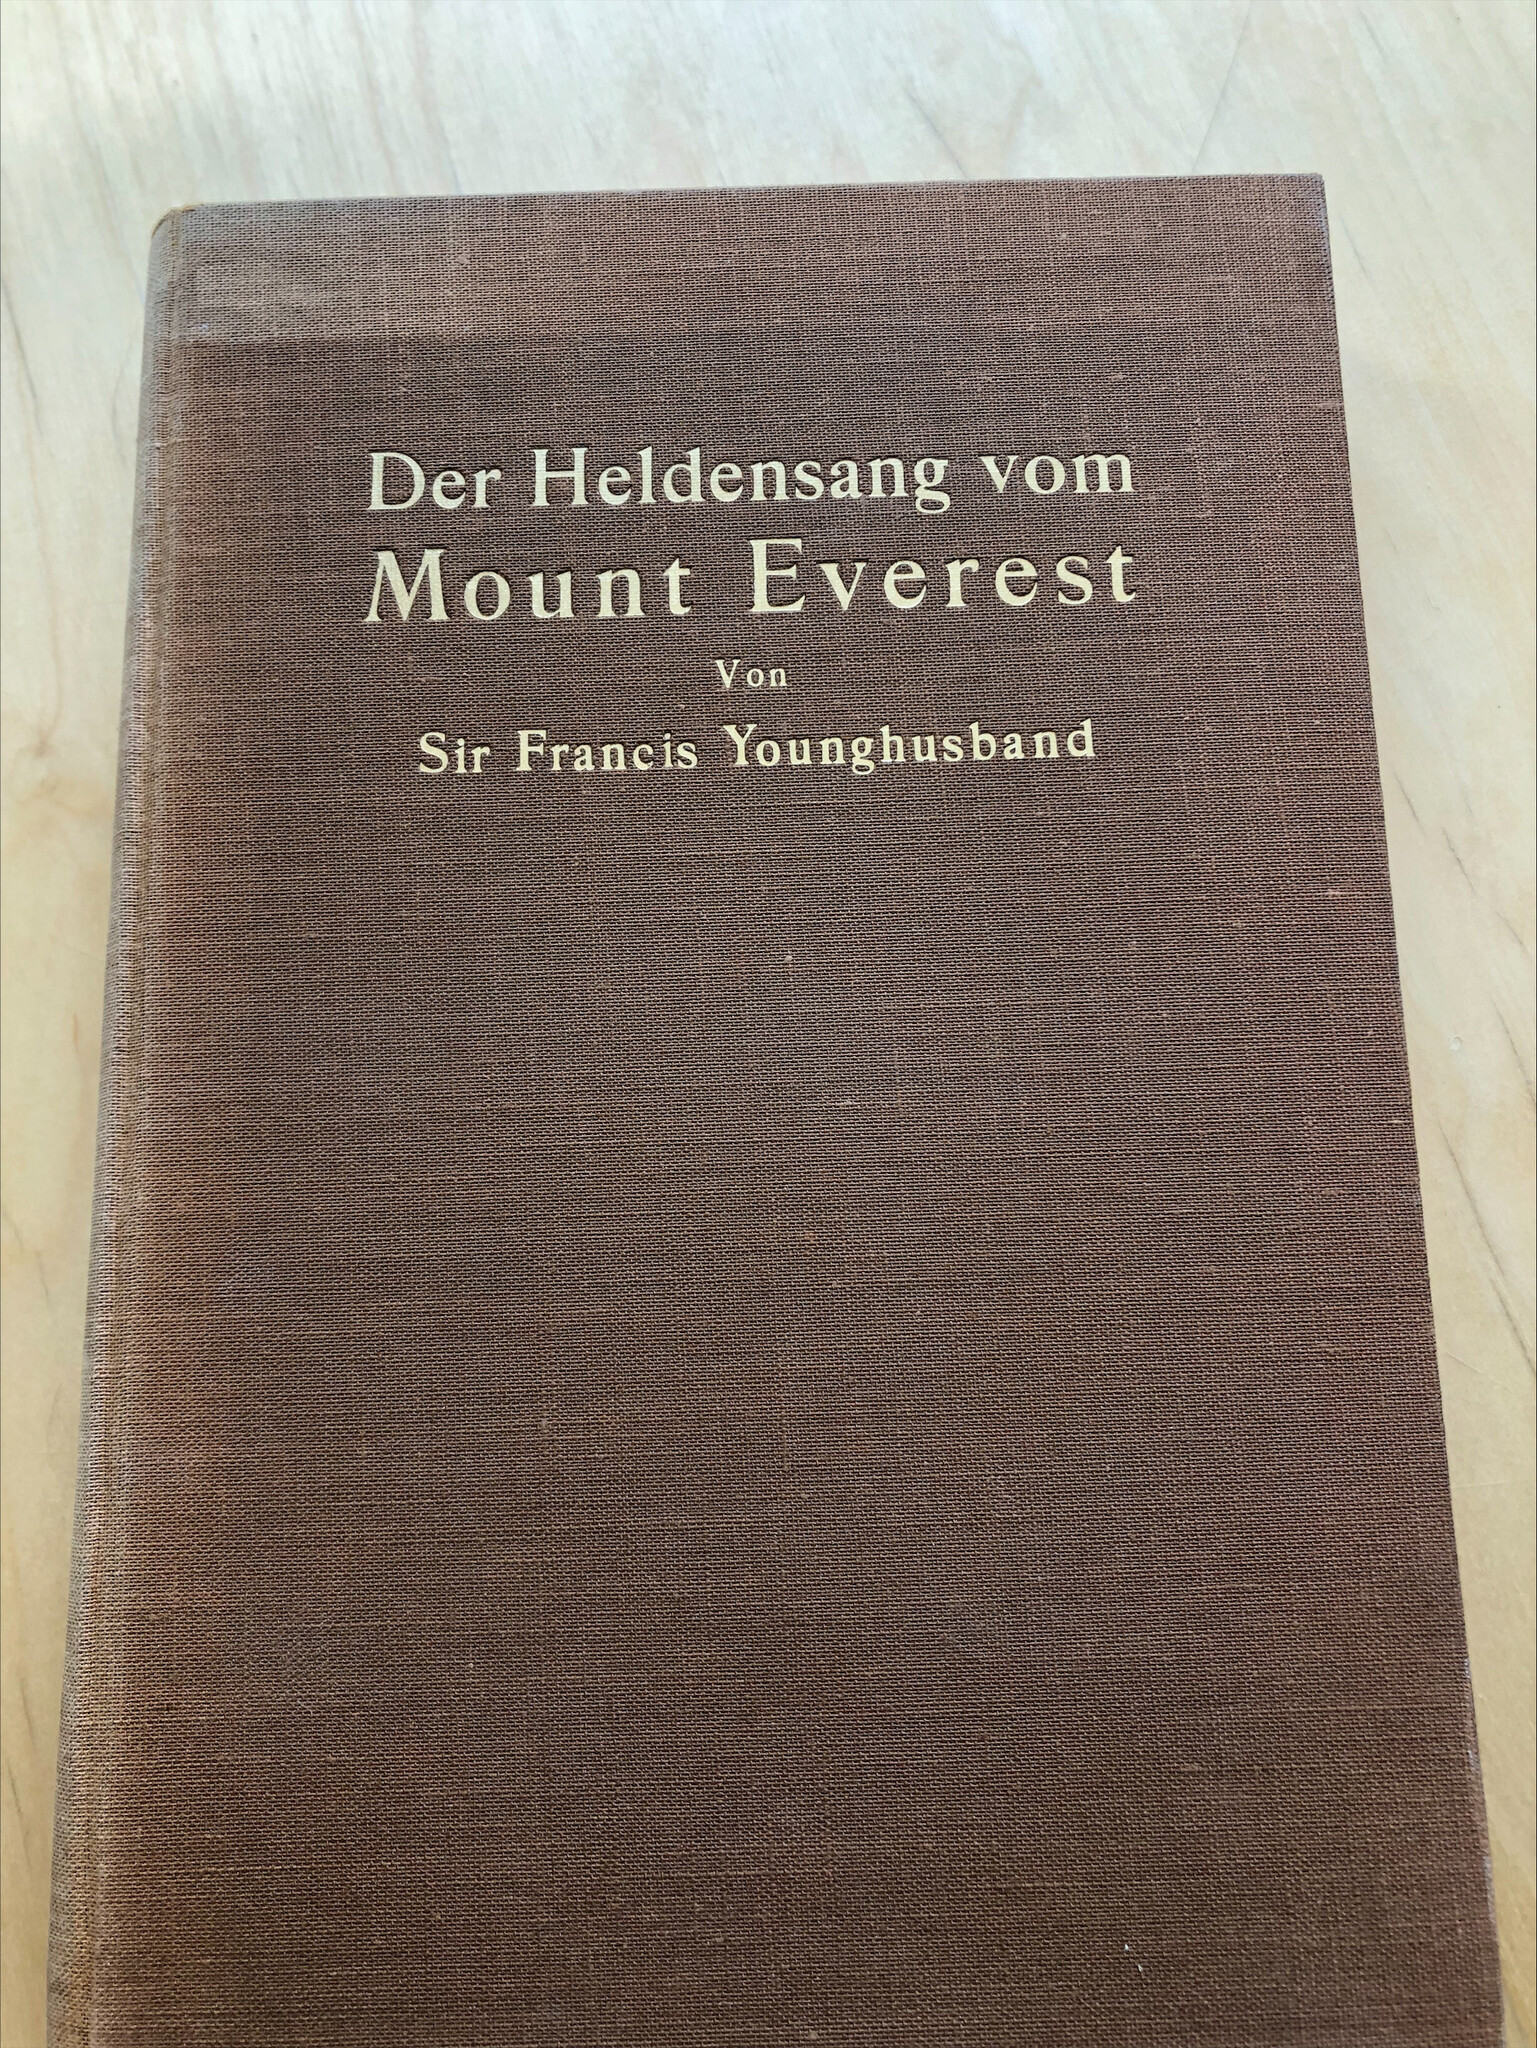 Der Heldensang vom
Mount Everest
Von
Sir Francis Younghusband